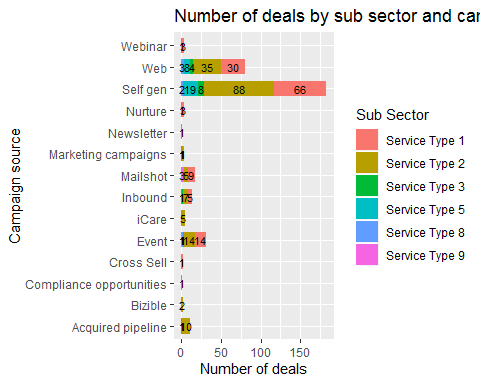 Number of deals by sub sector and car
Campaign source
Webinar
Web
35 30
Self gen
88 66
Nurture
Newsletter 1
Marketing campaigns
Mailshot
Inbound
iCare 5
Event
Cross Sell 1
Compliance opportunities 1
Bizible 2
Acquired pipeline
0 50 100 150
Number of deals
Sub Sector
Service Type 1
Service Type 2
Service Type 3
Service Type 5
Service Type 8
Service Type 9